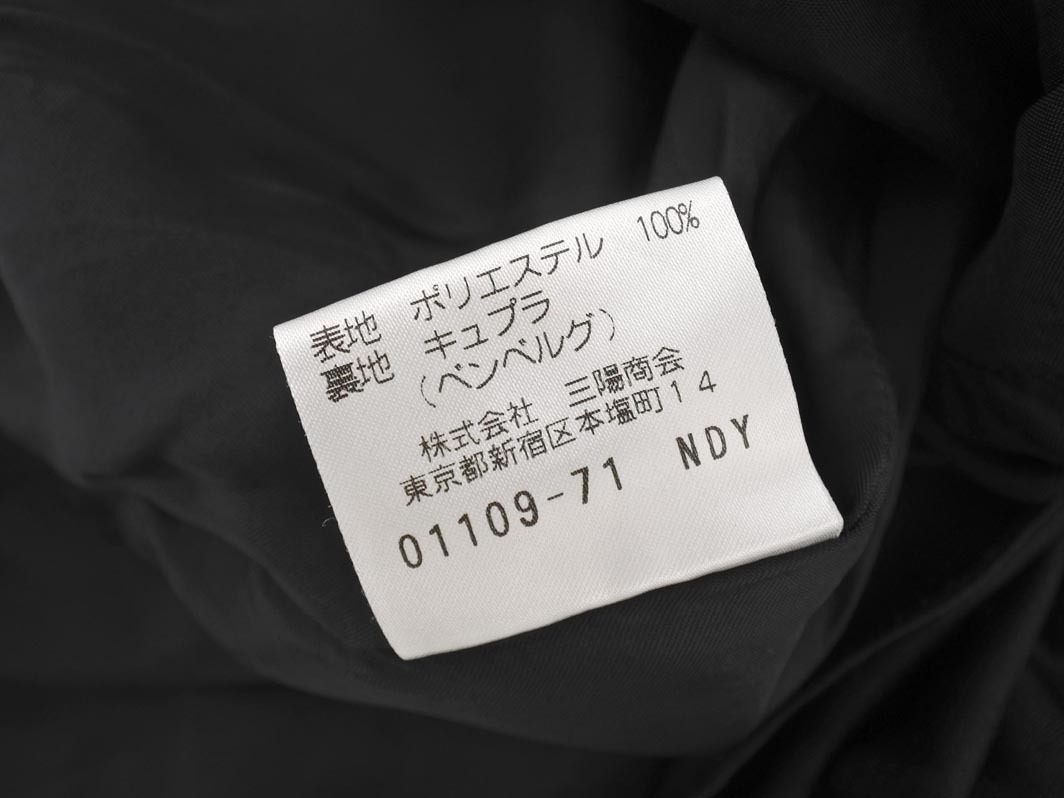 表地 ポリエステル 100%
裏地 キュプラ
(ベンベルグ)
株式会社 三陽商会
東京都新宿区本塩町14
01109-71 NDY